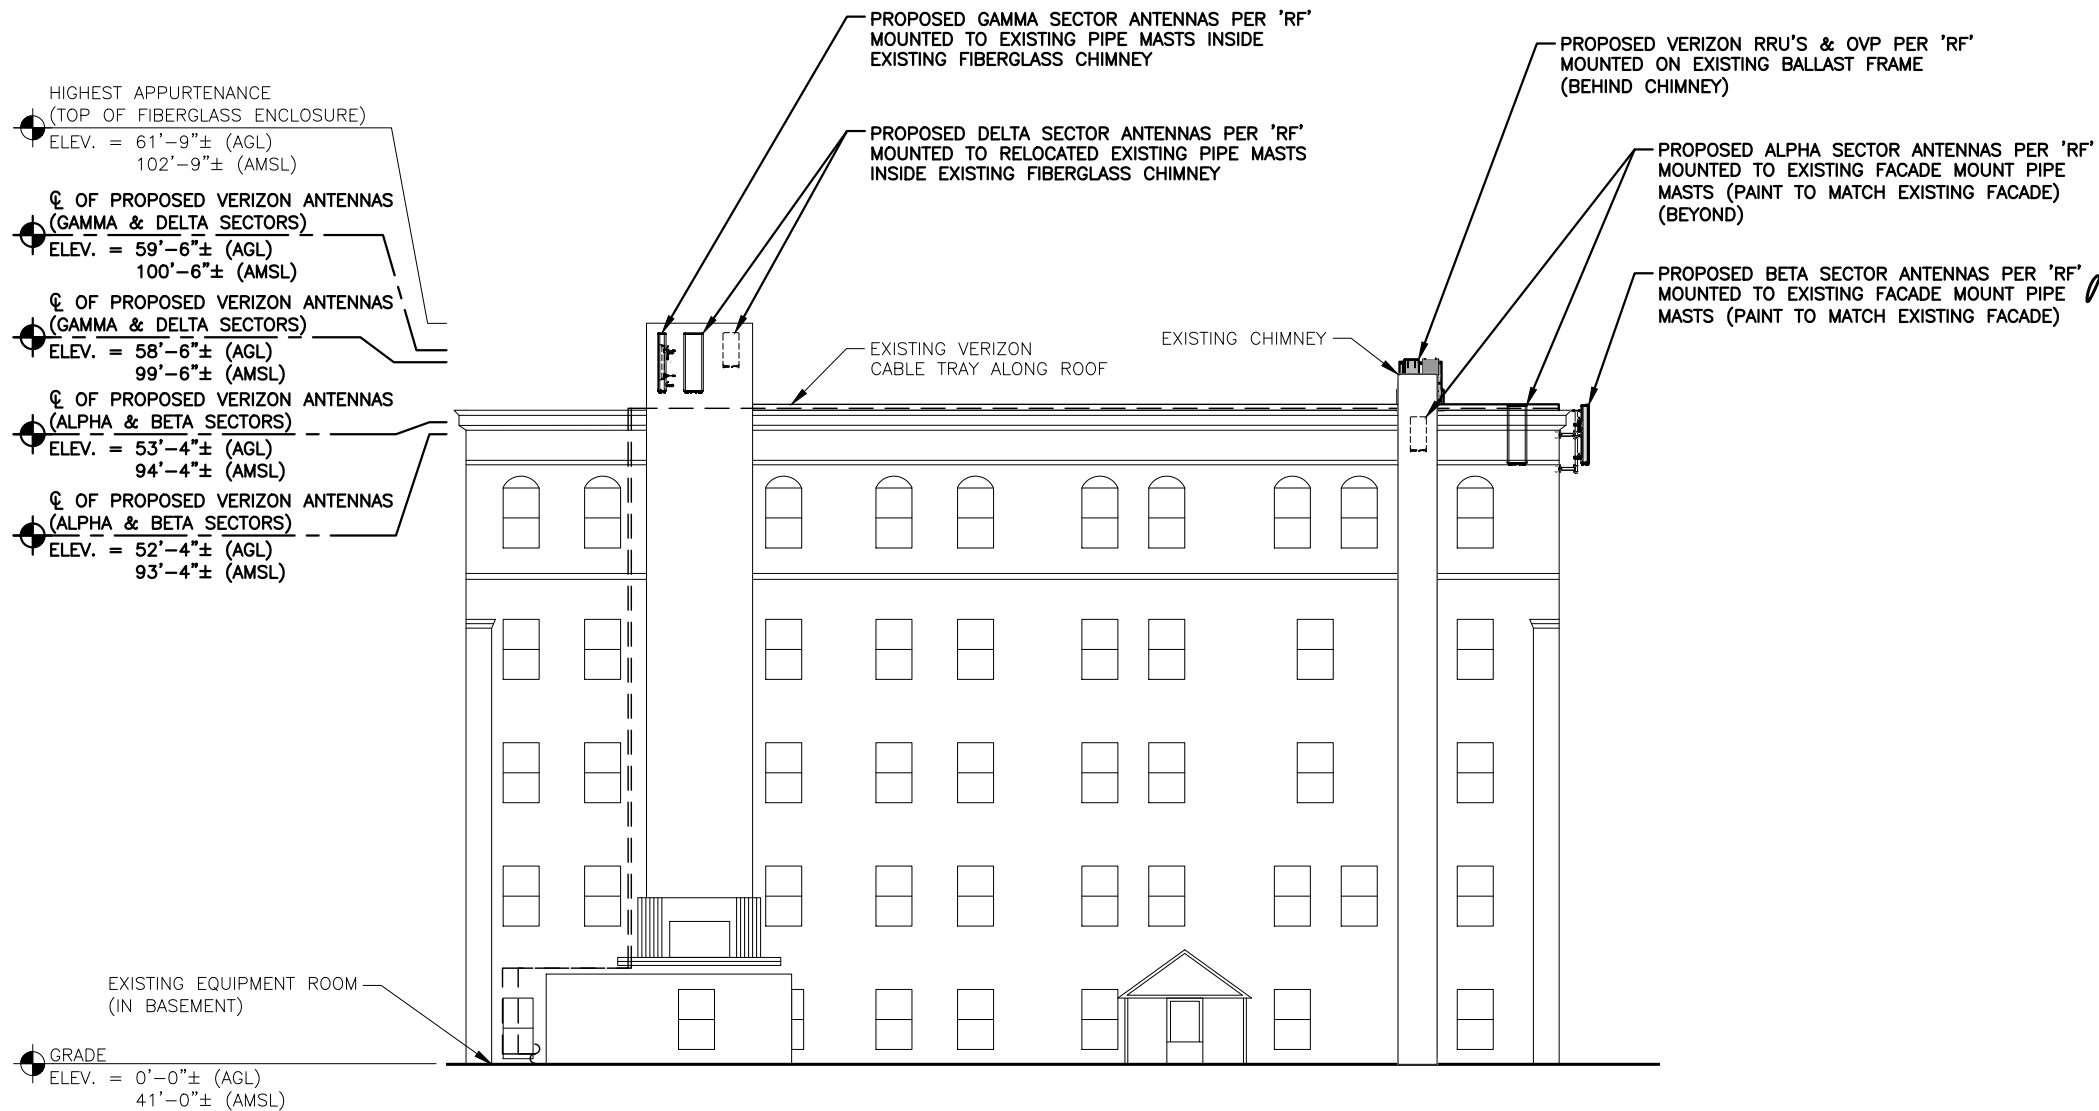 HIGHEST APPURTENANCE
(TOP OF FIBERGLASS ENCLOSURE)
ELEV. = 61'-9"± (AGL)
102'-9"± (AMSL)
℄ OF PROPOSED VERIZON ANTENNAS
(GAMMA & DELTA SECTORS)
ELEV. = 59'-6"± (AGL)
100'-6"± (AMSL)
℄ OF PROPOSED VERIZON ANTENNAS
(GAMMA & DELTA SECTORS)
ELEV. = 58'-6"± (AGL)
99'-6"± (AMSL)
℄ OF PROPOSED VERIZON ANTENNAS
(ALPHA & BETA SECTORS)
ELEV. = 53'-4"± (AGL)
94'-4"± (AMSL)
℄ OF PROPOSED VERIZON ANTENNAS
(ALPHA & BETA SECTORS)
ELEV. = 52'-4"± (AGL)
93'-4"± (AMSL)
PROPOSED GAMMA SECTOR ANTENNAS PER 'RF'
MOUNTED TO EXISTING PIPE MASTS INSIDE
EXISTING FIBERGLASS CHIMNEY
PROPOSED DELTA SECTOR ANTENNAS PER 'RF'
MOUNTED TO RELOCATED EXISTING PIPE MASTS
INSIDE EXISTING FIBERGLASS CHIMNEY
PROPOSED VERIZON RRU'S & OVP PER 'RF'
MOUNTED ON EXISTING BALLAST FRAME
(BEHIND CHIMNEY)
PROPOSED ALPHA SECTOR ANTENNAS PER 'RF'
MOUNTED TO EXISTING FACADE MOUNT PIPE
MASTS (PAINT TO MATCH EXISTING FACADE)
(BEYOND)
PROPOSED BETA SECTOR ANTENNAS PER 'RF'
MOUNTED TO EXISTING FACADE MOUNT PIPE
MASTS (PAINT TO MATCH EXISTING FACADE)
EXISTING VERIZON
CABLE TRAY ALONG ROOF
EXISTING CHIMNEY
EXISTING EQUIPMENT ROOM
(IN BASEMENT)
GRADE
ELEV. = 0'-0"± (AGL)
41'-0"± (AMSL)